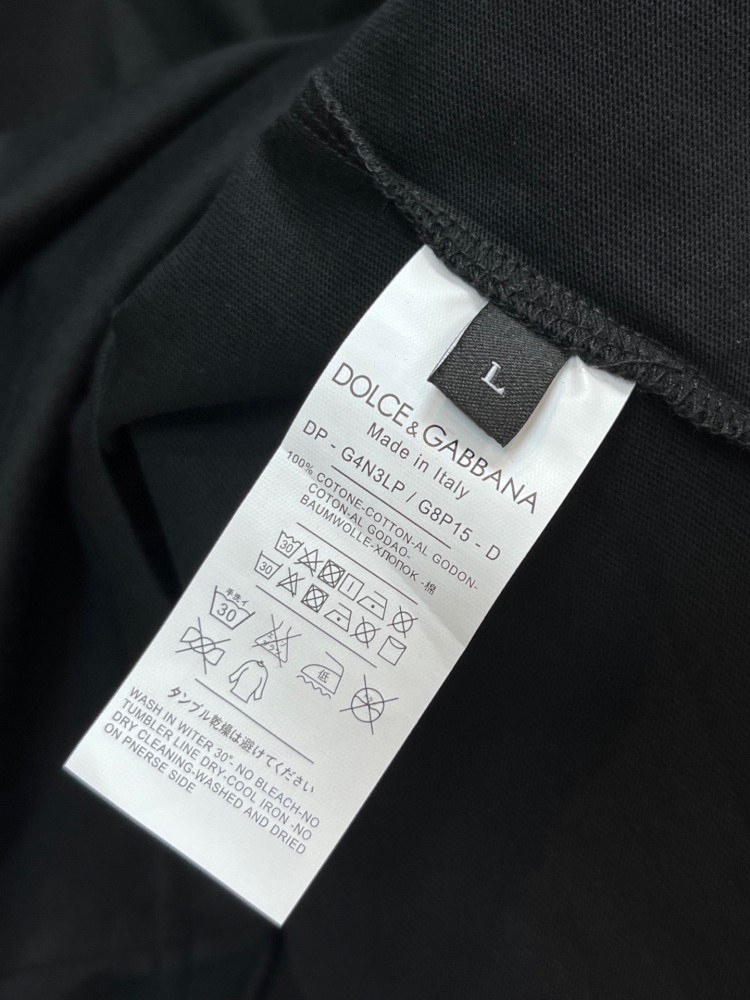 L
DOLCE & GABBANA
Made in Italy
DP - G4N3LP / G8P15 - D
100% COTONE-COTTON-AL GODON-
COTON-AL GODAO-
BAUMWOLLE-ХЛОПОК -棉
30
30
手洗イ
30
低
タンブル乾燥は避けてください
WASH IN WITER 30°- NO BLEACH-NO
TUMBLER LINE DRY-COOL IRON -NO
DRY CLEANING-WASHED AND DRIED
ON PNERSE SIDE